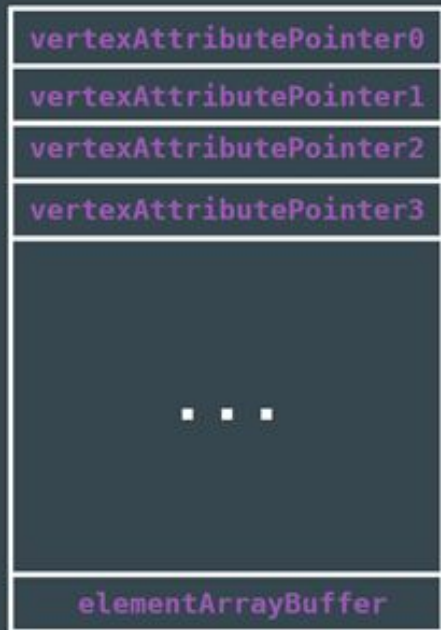 vertexAttributePointer0
vertexAttributePointer1
vertexAttributePointer2
vertexAttributePointer3
...
elementArrayBuffer